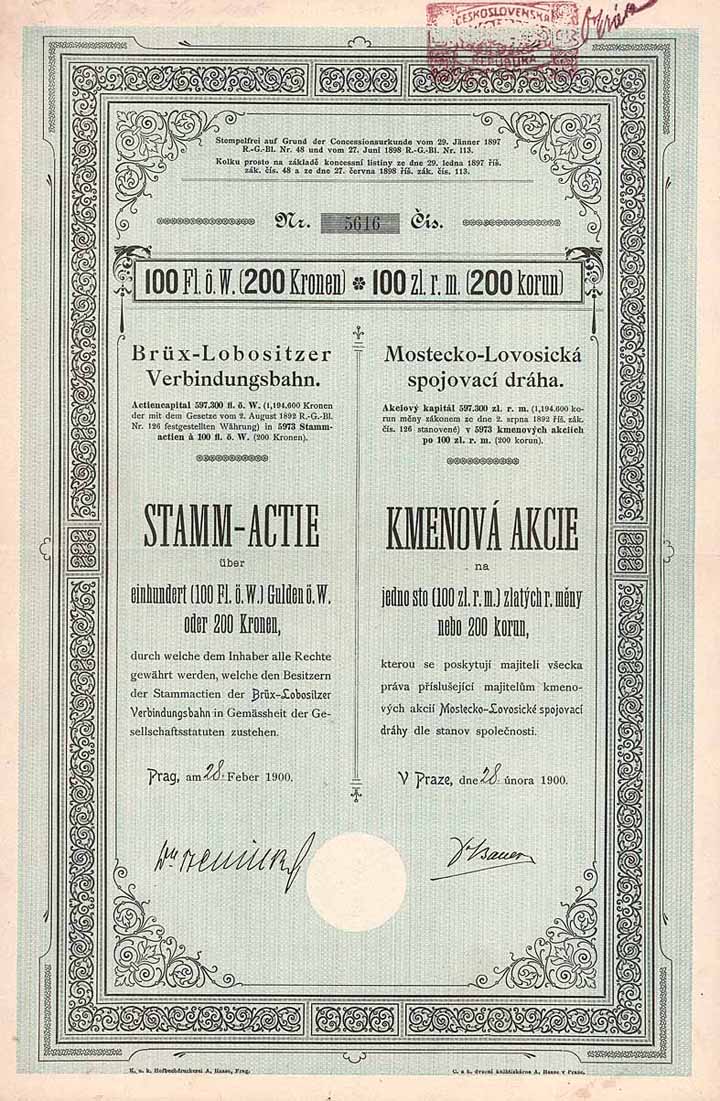 ČESKOSLOVENSKÁ
REPUBLIKA
Stempelfrei auf Grund der Concessionsurkunde vom 29. Jänner 1897
R.-G.-Bl. Nr. 48 und vom 27. Juni 1898 R.-G.-Bl. Nr. 113.
Kolku prosto na základě koncessní listiny ze dne 29. ledna 1897 říš.
zák. čís. 48 a ze dne 27. června 1898 říš. zák. čís. 113.
Nr. 5616 Čís.
100 Fl. ö. W. (200 Kronen) * 100 zl. r. m. (200 korun)
Brüx-Lobositzer
Verbindungsbahn.
Actiencapital 597.300 fl. ö. W. (1,194.600 Kronen
der mit dem Gesetze vom 2. August 1892 R.-G.-Bl.
Nr. 126 festgestellten Währung) in 5973 Stamm-
actien à 100 fl. ö. W. (200 Kronen).
STAMM-ACTIE
über
einhundert (100 Fl. ö. W.) Gulden ö. W.
oder 200 Kronen,
durch welche dem Inhaber alle Rechte
gewährt werden, welche den Besitzern
der Stammactien der Brüx-Lobositzer
Verbindungsbahn in Gemässheit der Ge-
sellschaftsstatuten zustehen.
Prag, am 28. Feber 1900.
Mostecko-Lovosická
spojovací dráha.
Akciový kapitál 597.300 zl. r. m. (1,194.600 ko-
run měny zákonem ze dne 2. srpna 1892 říš. zák.
čís. 126 stanovené) v 5973 kmenových akciích
po 100 zl. r. m. (200 korun).
KMENOVÁ AKCIE
na
jedno sto (100 zl. r. m.) zlatých r. měny
nebo 200 korun,
kterou se poskytují majiteli všecka
práva příslušející majitelům kmeno-
vých akcií Mostecko-Lovosické spojovací
dráhy dle stanov společnosti.
V Praze, dne 28. února 1900.
K. u. k. Hofbuchdruckerei A. Haase, Prag.
C. a k. dvorní knihtiskárna A. Haase v Praze.